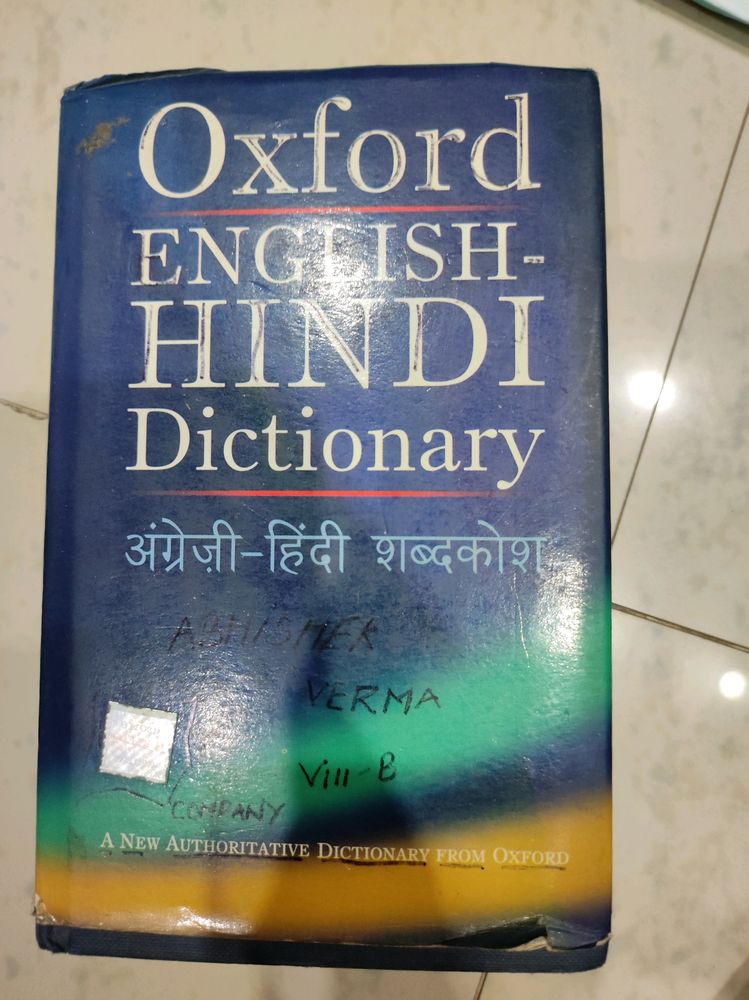 Oxford
ENGLISH-
HINDI
Dictionary
अंग्रेज़ी-हिंदी शब्दकोश
ABHISHEK
VERMA
VIII-B
COMPANY
A NEW AUTHORITATIVE DICTIONARY FROM OXFORD